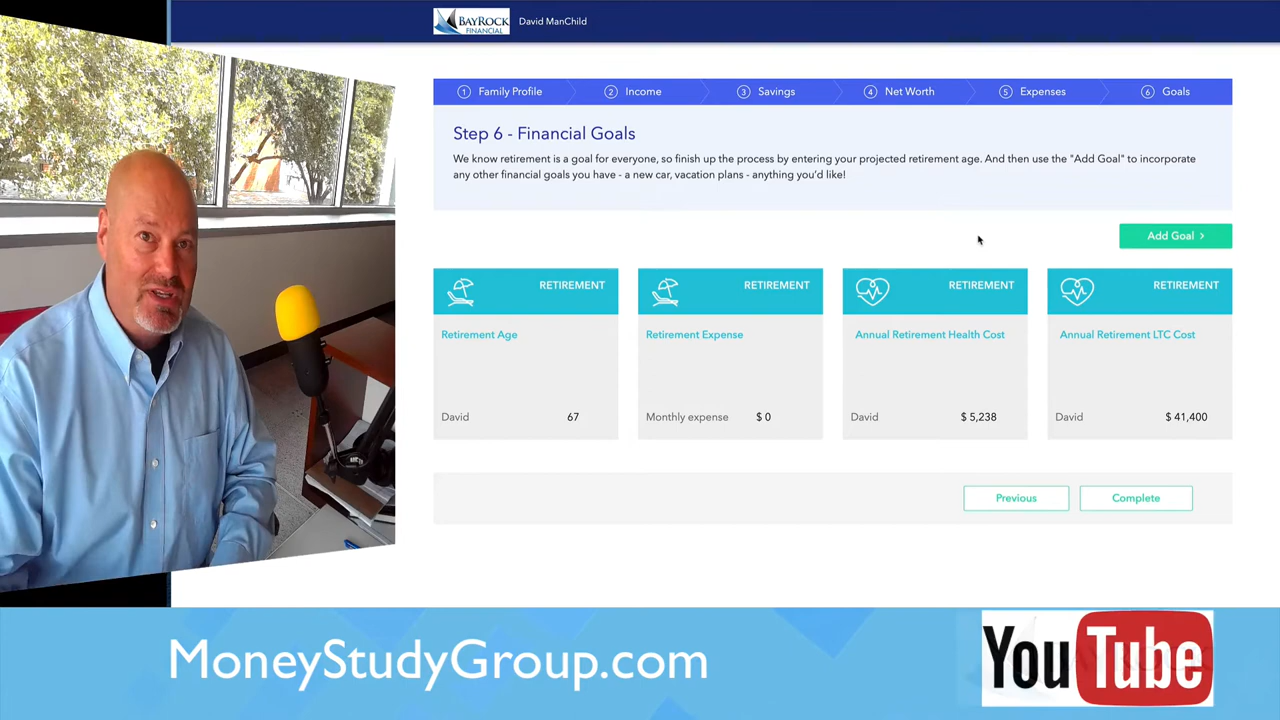 BAYROCK
FINANCIAL
David ManChild
1 Family Profile
2 Income
3 Savings
4 Net Worth
5 Expenses
6 Goals
Step 6 - Financial Goals
We know retirement is a goal for everyone, so finish up the process by entering your projected retirement age. And then use the "Add Goal" to incorporate
any other financial goals you have - a new car, vacation plans - anything you'd like!
Add Goal >
RETIREMENT
Retirement Age
David 67
RETIREMENT
Retirement Expense
Monthly expense $ 0
RETIREMENT
Annual Retirement Health Cost
David $ 5,238
RETIREMENT
Annual Retirement LTC Cost
David $ 41,400
Previous
Complete
MoneyStudyGroup.com
YouTube